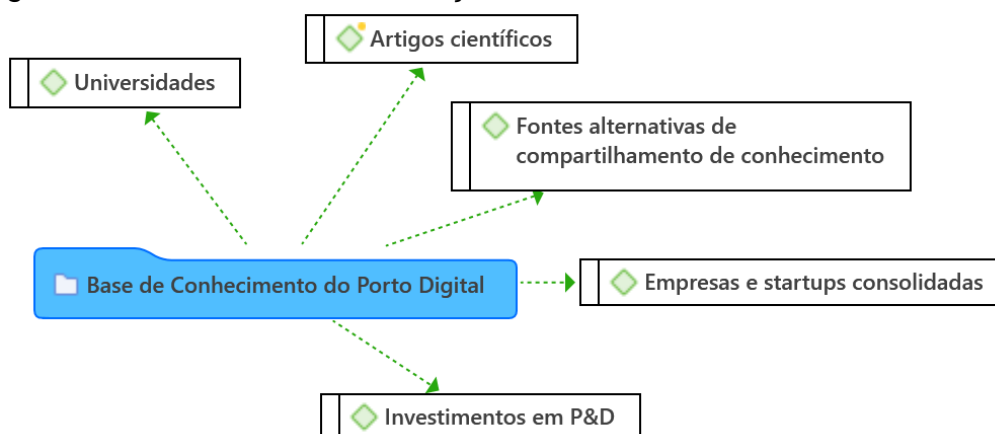 Artigos científicos
Universidades
Fontes alternativas de
compartilhamento de conhecimento
Base de Conhecimento do Porto Digital
Empresas e startups consolidadas
Investimentos em P&D